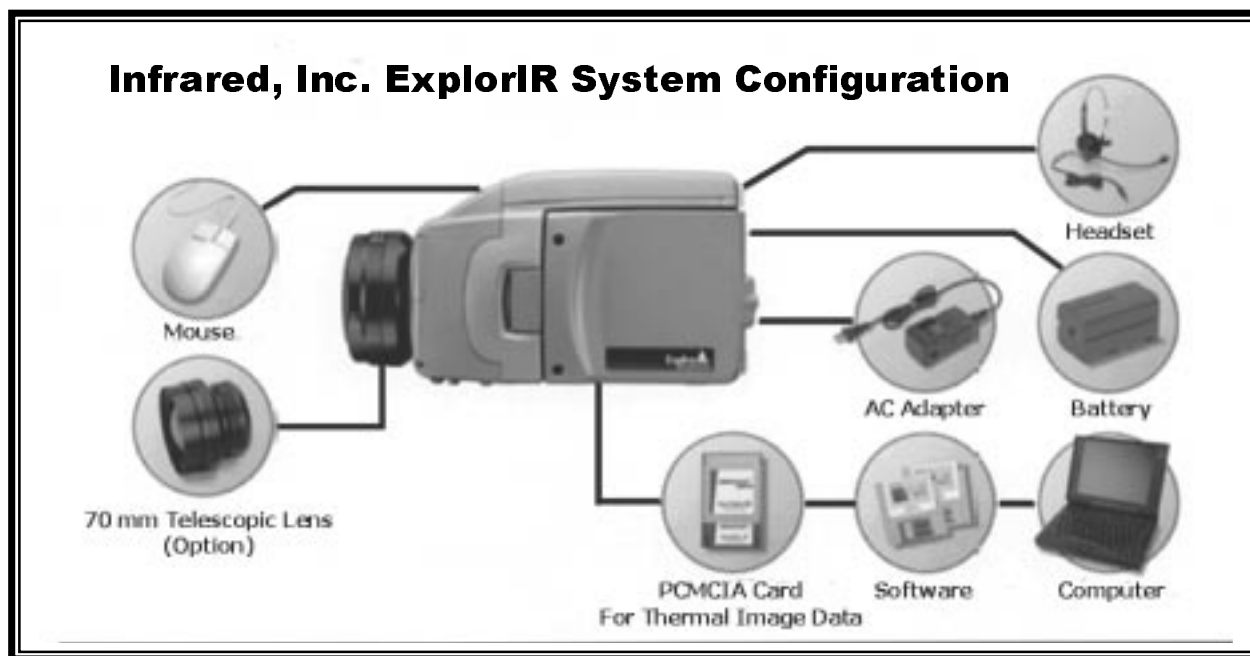 Infrared, Inc. ExplorIR System Configuration
Headset
Mouse
Battery
AC Adapter
70 mm Telescopic Lens
(Option)
PCMCIA Card
For Thermal Image Data
Software
Computer